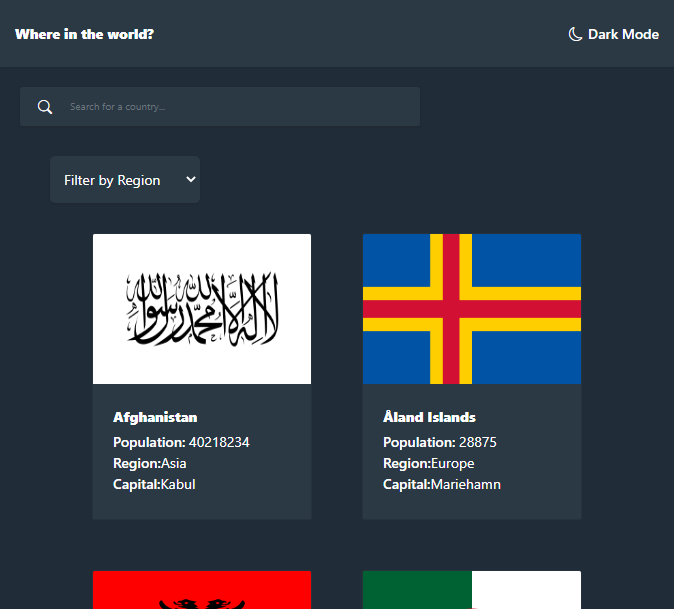 Where in the world?
Dark Mode
Search for a country...
Filter by Region
لا إله إلا الله محمد رسول الله
Afghanistan
Population: 40218234
Region:Asia
Capital:Kabul
Åland Islands
Population: 28875
Region:Europe
Capital:Mariehamn